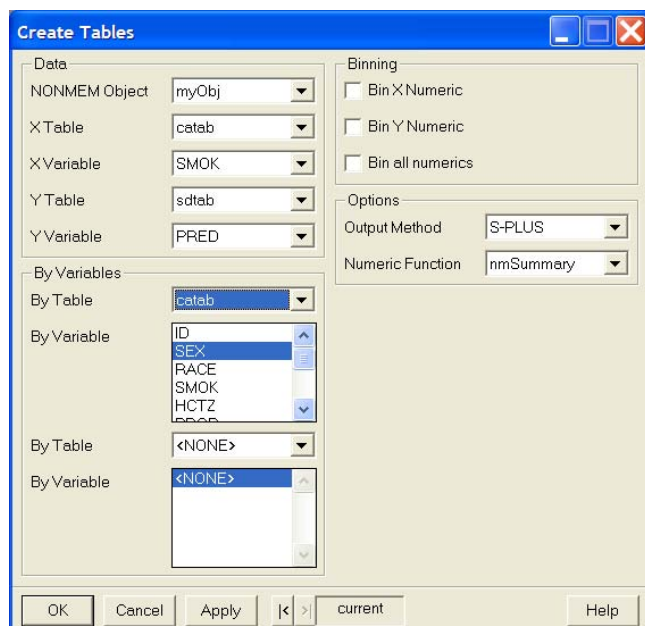 Create Tables
Data
NONMEM Object myObj
X Table catab
X Variable SMOK
Y Table sdtab
Y Variable PRED
By Variables
By Table catab
By Variable ID
SEX
RACE
SMOK
HCTZ
By Table <NONE>
By Variable <NONE>
Binning
Bin X Numeric
Bin Y Numeric
Bin all numerics
Options
Output Method S-PLUS
Numeric Function nmSummary
OK Cancel Apply |< >| current Help